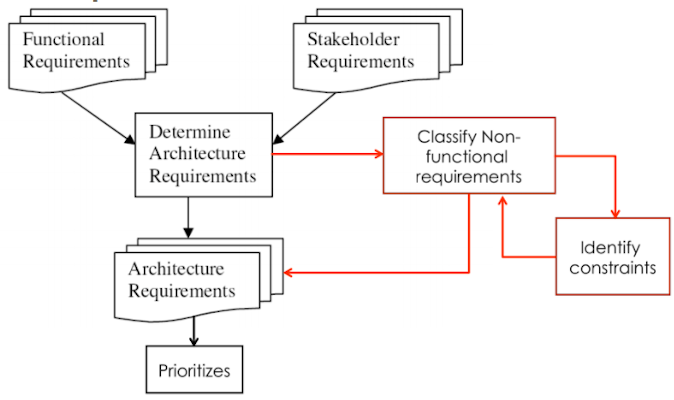 Functional
Requirements
Stakeholder
Requirements
Determine
Architecture
Requirements
Classify Non-
functional
requirements
Identify
constraints
Architecture
Requirements
Prioritizes